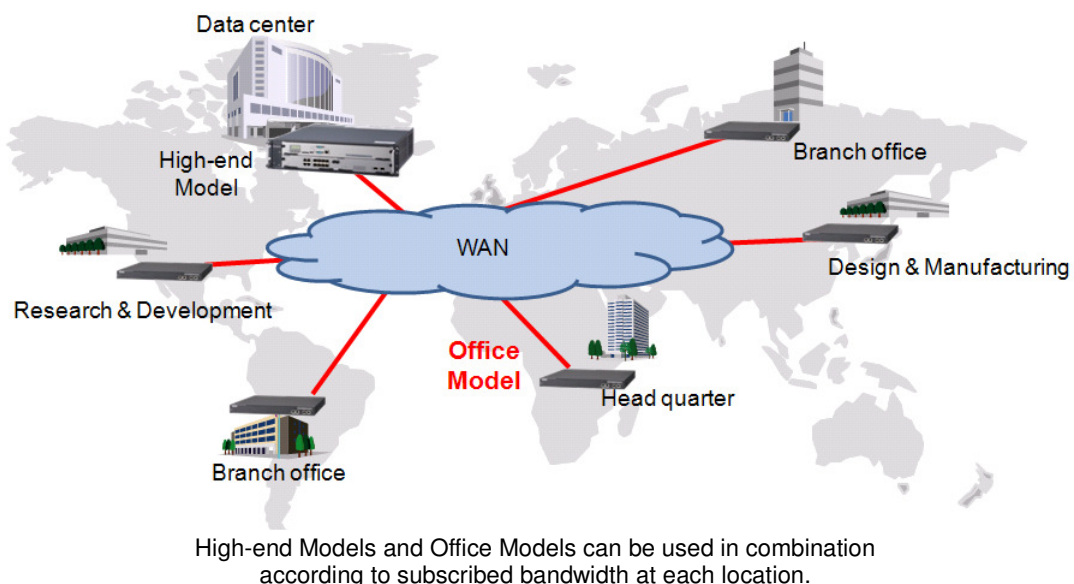 Data center
High-end
Model
Branch office
WAN
Design & Manufacturing
Research & Development
Office
Model
Head quarter
Branch office
High-end Models and Office Models can be used in combination
according to subscribed bandwidth at each location.